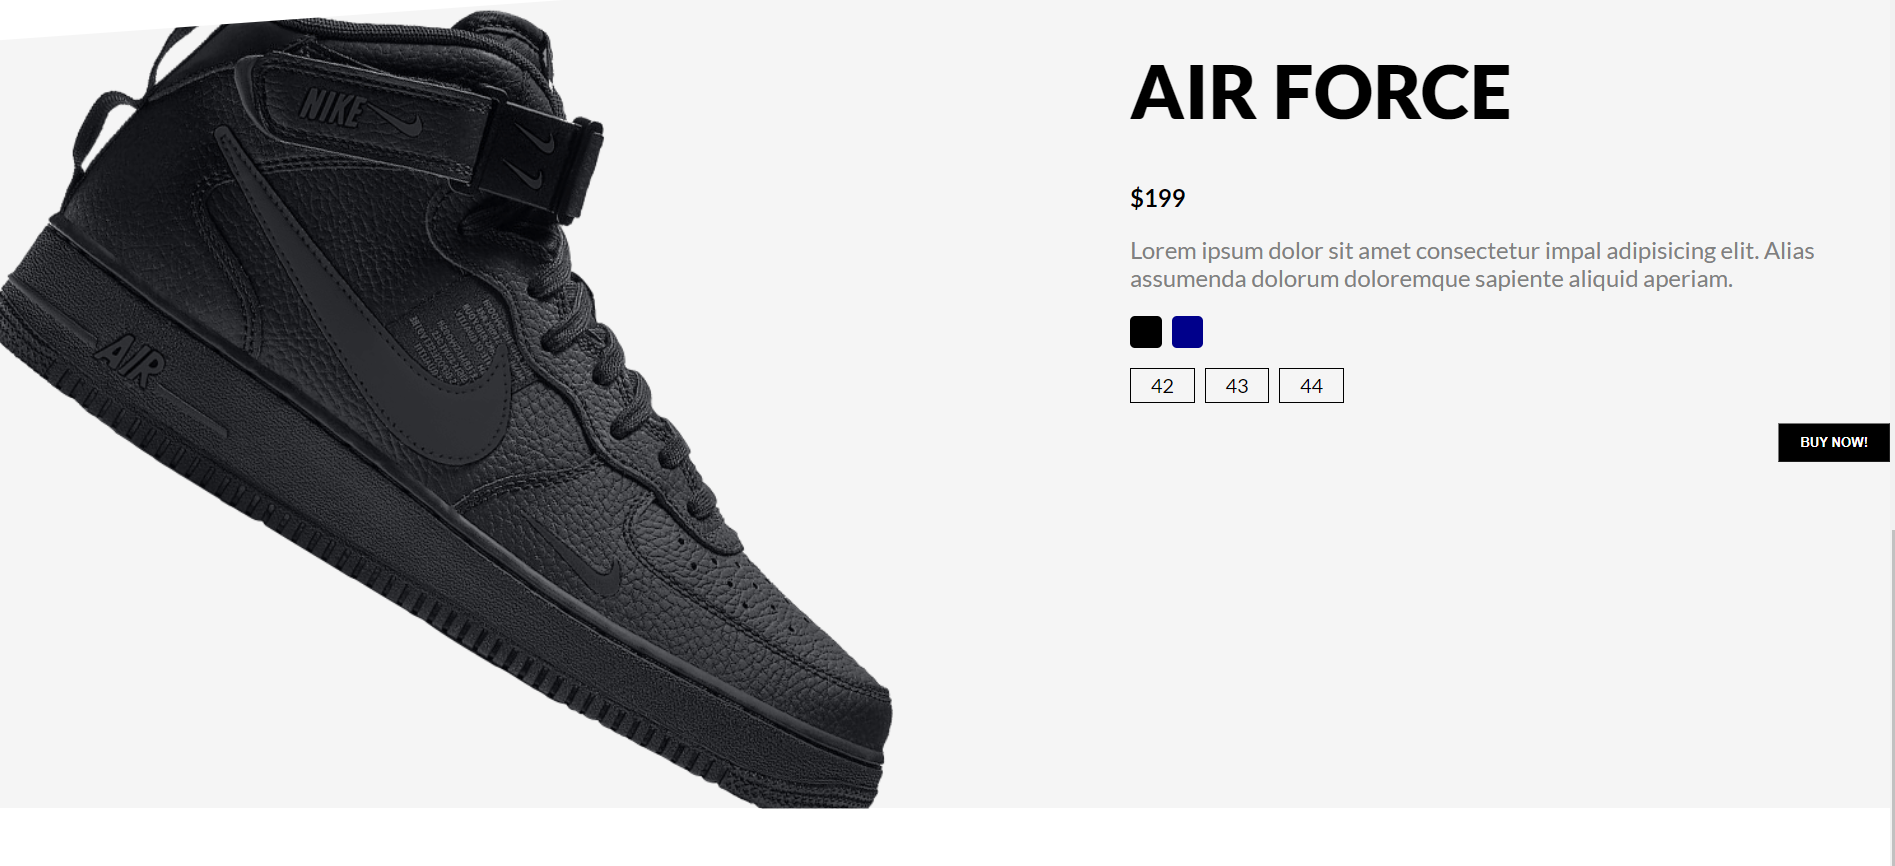 NIKE
AIR
AIR FORCE
$199
Lorem ipsum dolor sit amet consectetur impal adipisicing elit. Alias
assumenda dolorum doloremque sapiente aliquid aperiam.
42
43
44
BUY NOW!